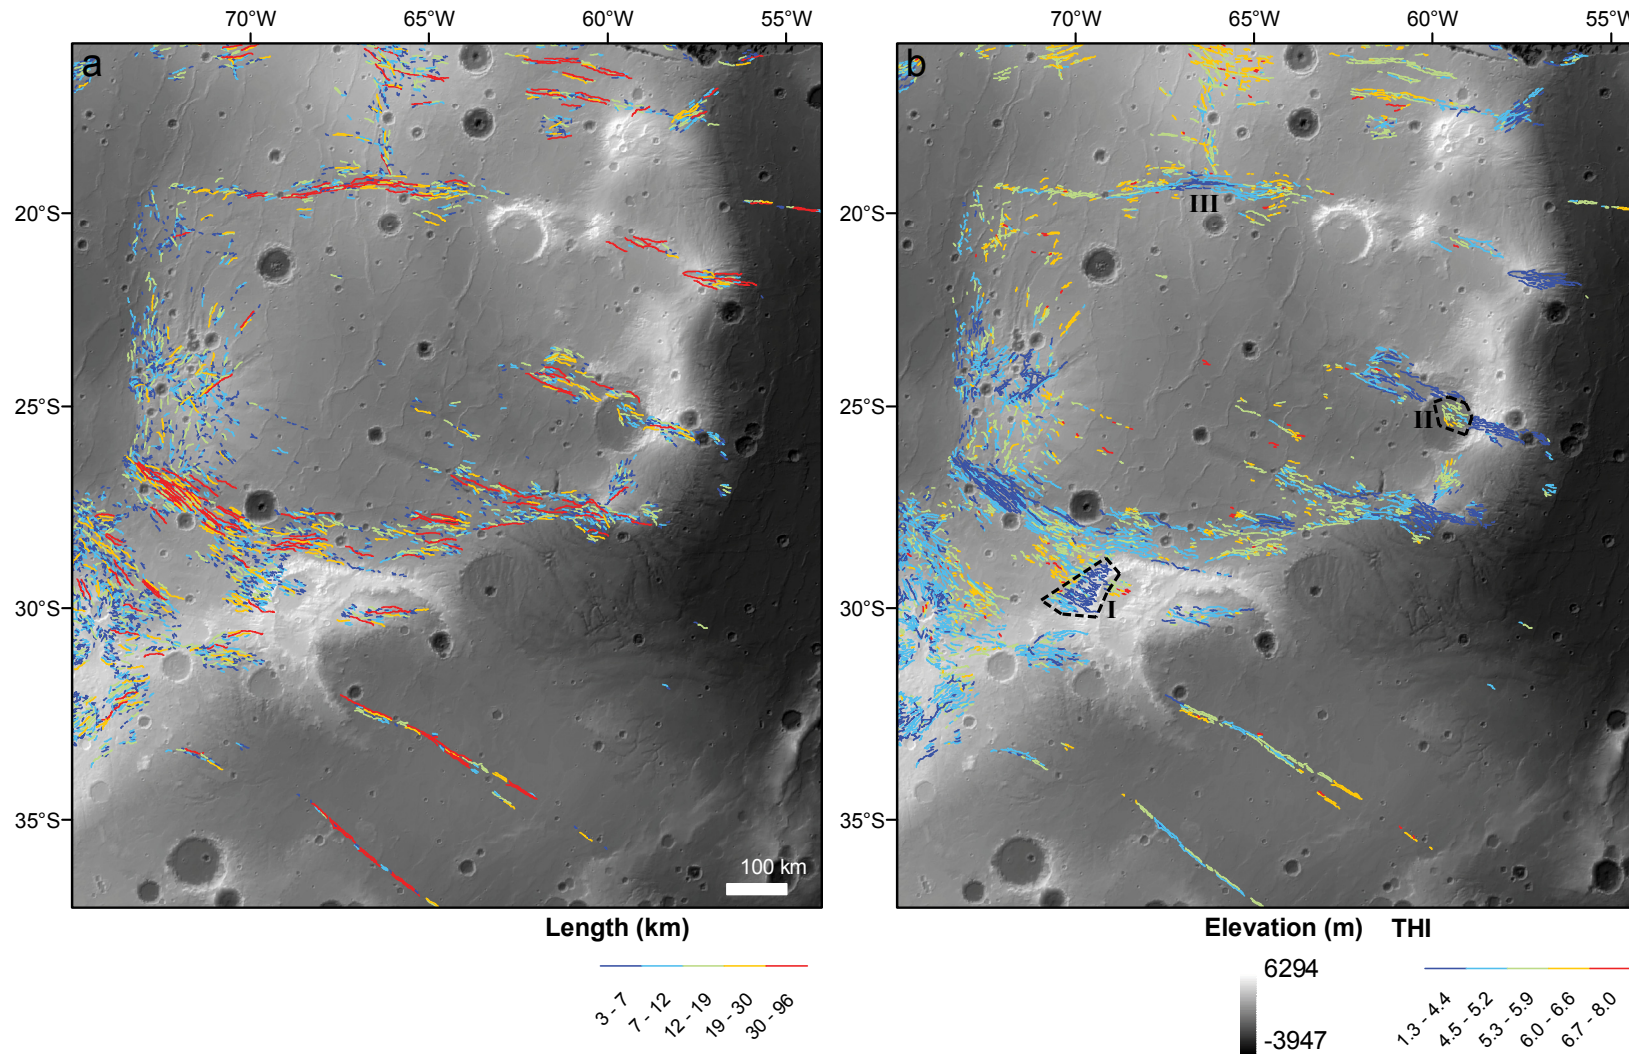 70°W 65°W 60°W 55°W 70°W 65°W 60°W 55°W
a b
20°S 20°S
III
25°S 25°S
II
30°S 30°S
I
35°S 35°S
100 km
Length (km) Elevation (m) THI
3 - 7 7 - 12 12 - 19 19 - 30 30 - 96
6294
-3947
1.3 - 4.4 4.5 - 5.2 5.3 - 5.9 6.0 - 6.6 6.7 - 8.0